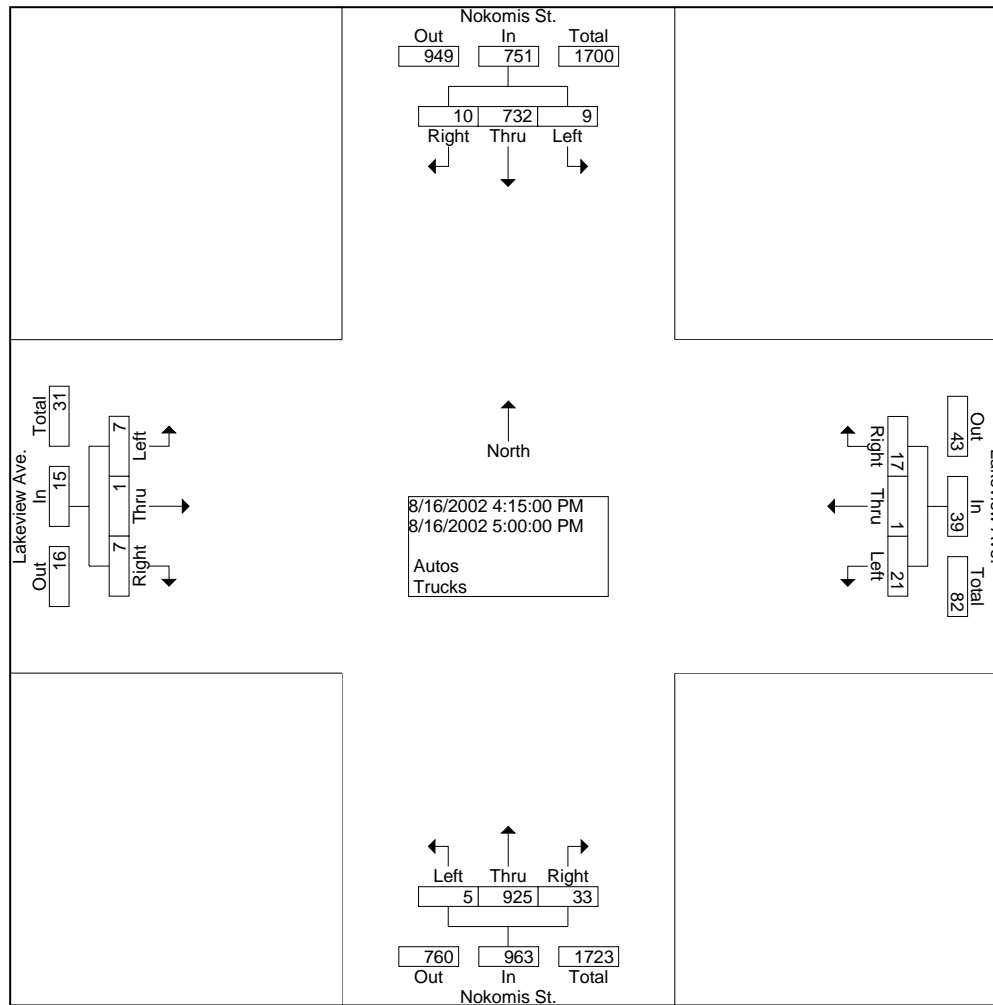 Nokomis St.
Out In Total
949 751 1700
10 732 9
Right Thru Left
Lakeview Ave.
Total In Out
31 15 16
7 1 7
Left Thru Right
North
8/16/2002 4:15:00 PM
8/16/2002 5:00:00 PM
Autos
Trucks
Right Thru Left
17 1 21
Out In Total
43 39 82
Left Thru Right
5 925 33
760 963 1723
Out In Total
Nokomis St.